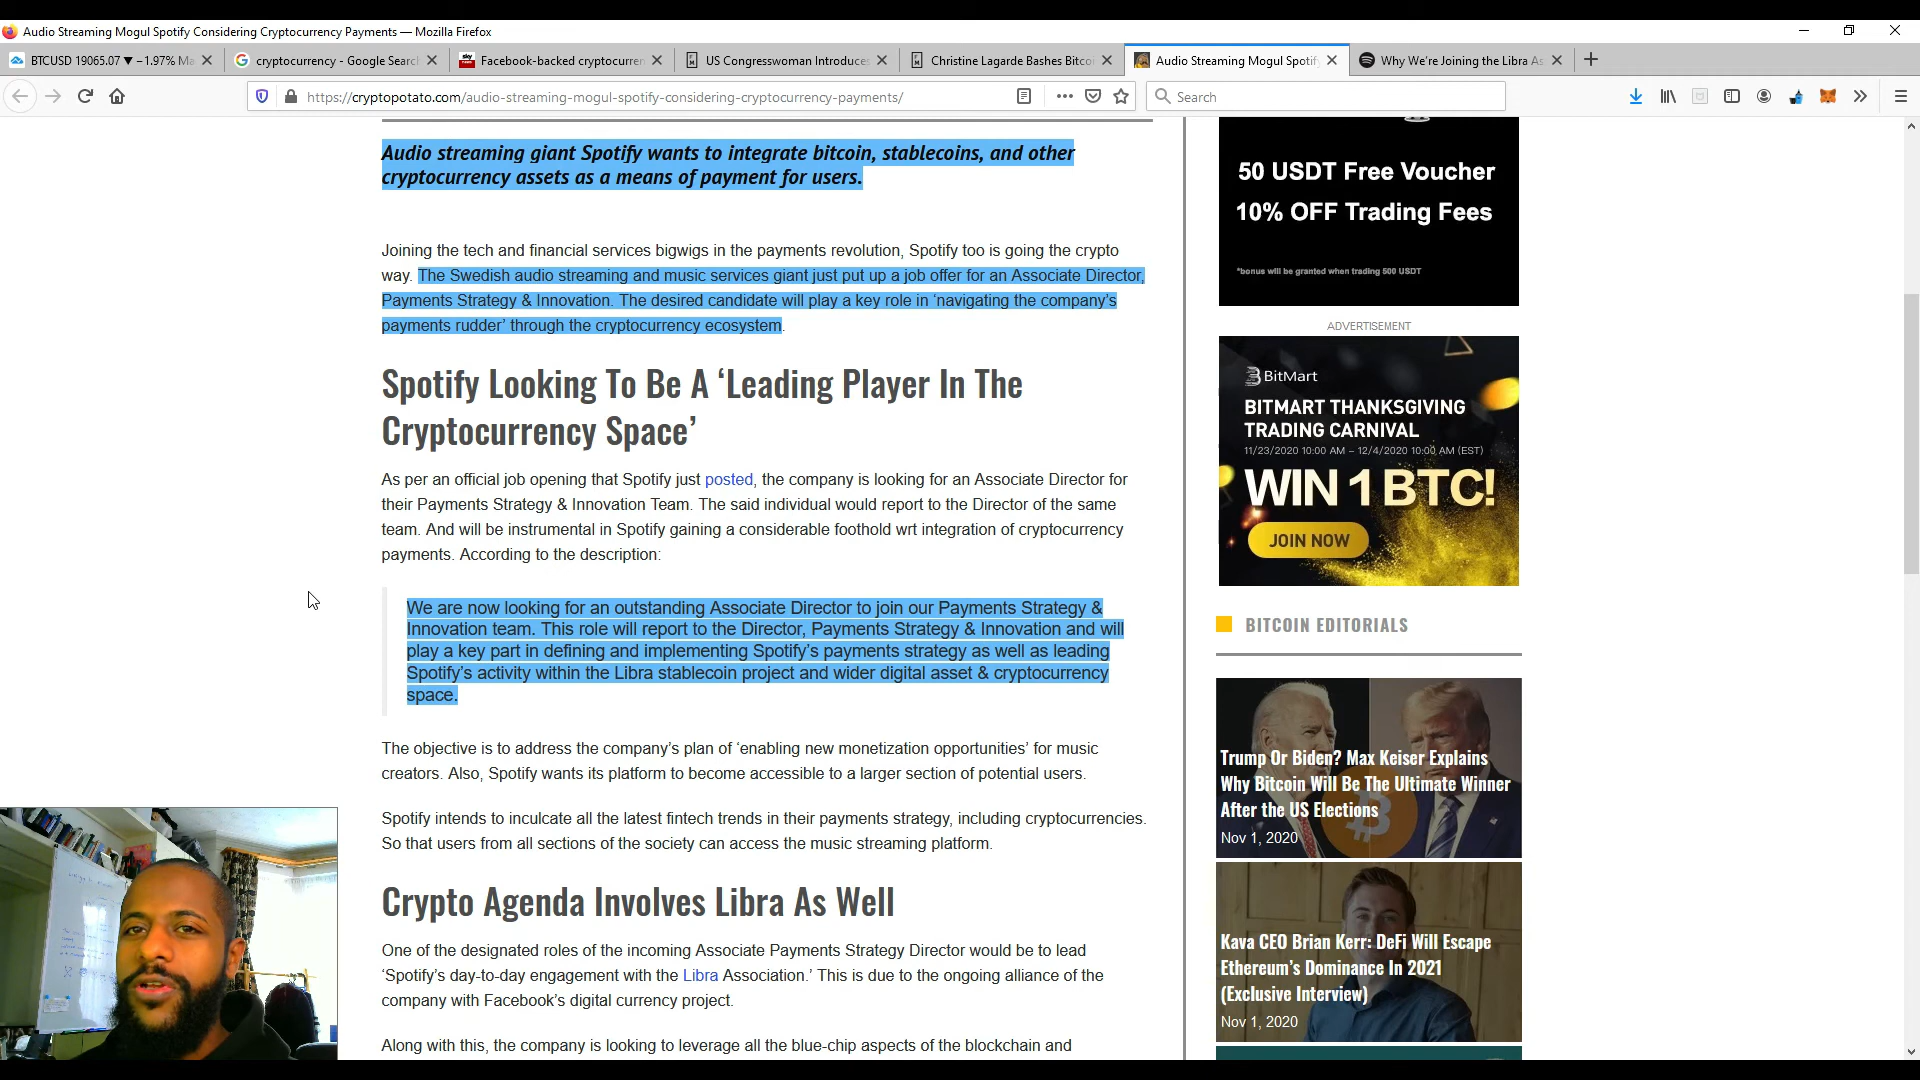 Audio Streaming Mogul Spotify Considering Cryptocurrency Payments — Mozilla Firefox
BTCUSD 19065.07 ▼ −1.97% Ma
cryptocurrency - Google Search
Facebook-backed cryptocurren
US Congresswoman Introduces
Christine Lagarde Bashes Bitcoi
Audio Streaming Mogul Spotify
Why We're Joining the Libra As
https://cryptopotato.com/audio-streaming-mogul-spotify-considering-cryptocurrency-payments/
Search
Audio streaming giant Spotify wants to integrate bitcoin, stablecoins, and other
cryptocurrency assets as a means of payment for users.
Joining the tech and financial services bigwigs in the payments revolution, Spotify too is going the crypto
way. The Swedish audio streaming and music services giant just put up a job offer for an Associate Director,
Payments Strategy & Innovation. The desired candidate will play a key role in ‘navigating the company’s
payments rudder’ through the cryptocurrency ecosystem.
Spotify Looking To Be A ‘Leading Player In The
Cryptocurrency Space’
As per an official job opening that Spotify just posted, the company is looking for an Associate Director for
their Payments Strategy & Innovation Team. The said individual would report to the Director of the same
team. And will be instrumental in Spotify gaining a considerable foothold wrt integration of cryptocurrency
payments. According to the description:
We are now looking for an outstanding Associate Director to join our Payments Strategy &
Innovation team. This role will report to the Director, Payments Strategy & Innovation and will
play a key part in defining and implementing Spotify’s payments strategy as well as leading
Spotify’s activity within the Libra stablecoin project and wider digital asset & cryptocurrency
space.
The objective is to address the company’s plan of ‘enabling new monetization opportunities’ for music
creators. Also, Spotify wants its platform to become accessible to a larger section of potential users.
Spotify intends to inculcate all the latest fintech trends in their payments strategy, including cryptocurrencies.
So that users from all sections of the society can access the music streaming platform.
Crypto Agenda Involves Libra As Well
One of the designated roles of the incoming Associate Payments Strategy Director would be to lead
‘Spotify’s day-to-day engagement with the Libra Association.’ This is due to the ongoing alliance of the
company with Facebook’s digital currency project.
Along with this, the company is looking to leverage all the blue-chip aspects of the blockchain and
50 USDT Free Voucher
10% OFF Trading Fees
*bonus will be granted when trading 500 USDT
ADVERTISEMENT
BitMart
BITMART THANKSGIVING
TRADING CARNIVAL
11/23/2020 10:00 AM – 12/4/2020 10:00 AM (EST)
WIN 1 BTC!
JOIN NOW
BITCOIN EDITORIALS
Trump Or Biden? Max Keiser Explains
Why Bitcoin Will Be The Ultimate Winner
After the US Elections
Nov 1, 2020
Kava CEO Brian Kerr: DeFi Will Escape
Ethereum’s Dominance In 2021
(Exclusive Interview)
Nov 1, 2020